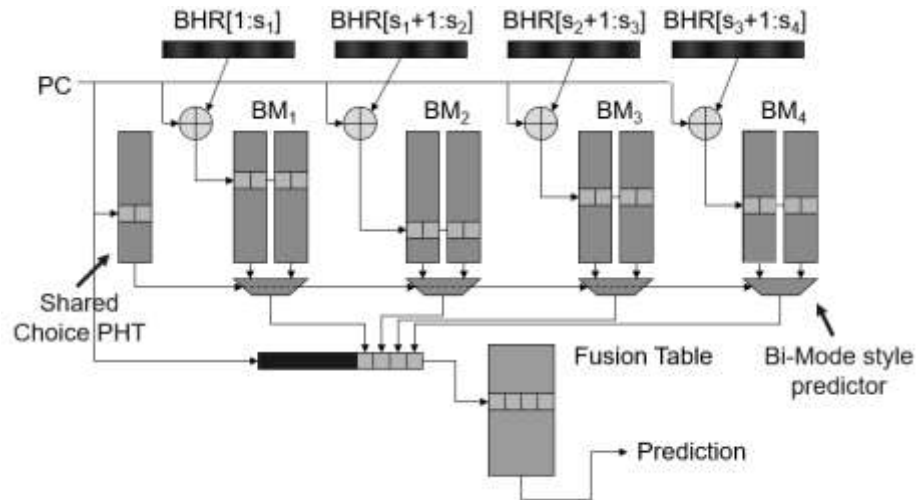 BHR[1:s₁] BHR[s₁+1:s₂] BHR[s₂+1:s₃] BHR[s₃+1:s₄]
PC
BM₁ BM₂ BM₃ BM₄
Shared
Choice PHT
Fusion Table
Bi-Mode style
predictor
Prediction